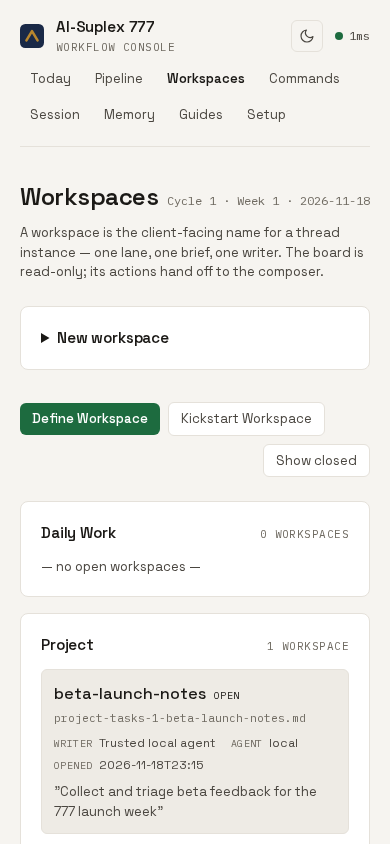 AI-Suplex 777
WORKFLOW CONSOLE
1ms
Today Pipeline Workspaces Commands
Session Memory Guides Setup
Workspaces Cycle 1 · Week 1 · 2026-11-18
A workspace is the client-facing name for a thread
instance — one lane, one brief, one writer. The board is
read-only; its actions hand off to the composer.
New workspace
Define Workspace Kickstart Workspace
Show closed
Daily Work 0 WORKSPACES
— no open workspaces —
Project 1 WORKSPACE
beta-launch-notes OPEN
project-tasks-1-beta-launch-notes.md
WRITER Trusted local agent AGENT local
OPENED 2026-11-18T23:15
"Collect and triage beta feedback for the
777 launch week"